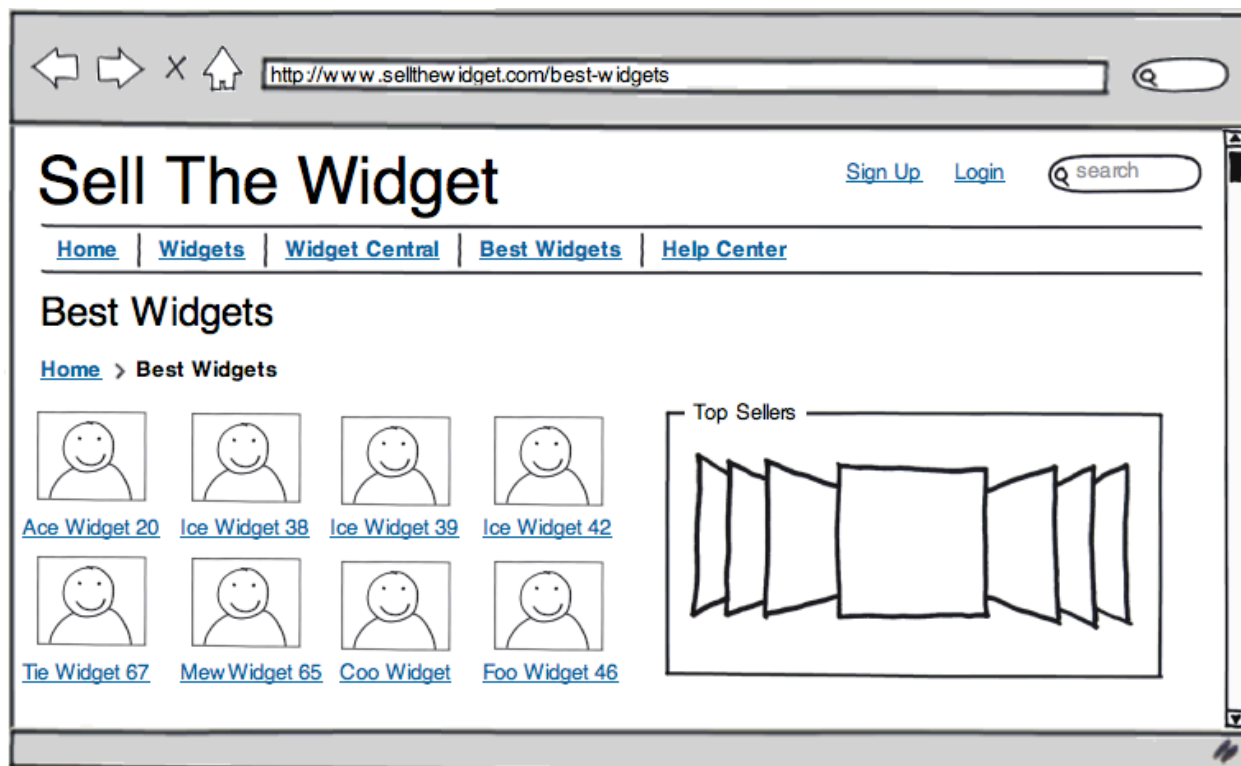 http://www.sellthewidget.com/best-widgets
Sell The Widget
Sign Up Login search
Home Widgets Widget Central Best Widgets Help Center
Best Widgets
Home > Best Widgets
Ace Widget 20 Ice Widget 38 Ice Widget 39 Ice Widget 42
Tie Widget 67 Mew Widget 65 Coo Widget Foo Widget 46
Top Sellers